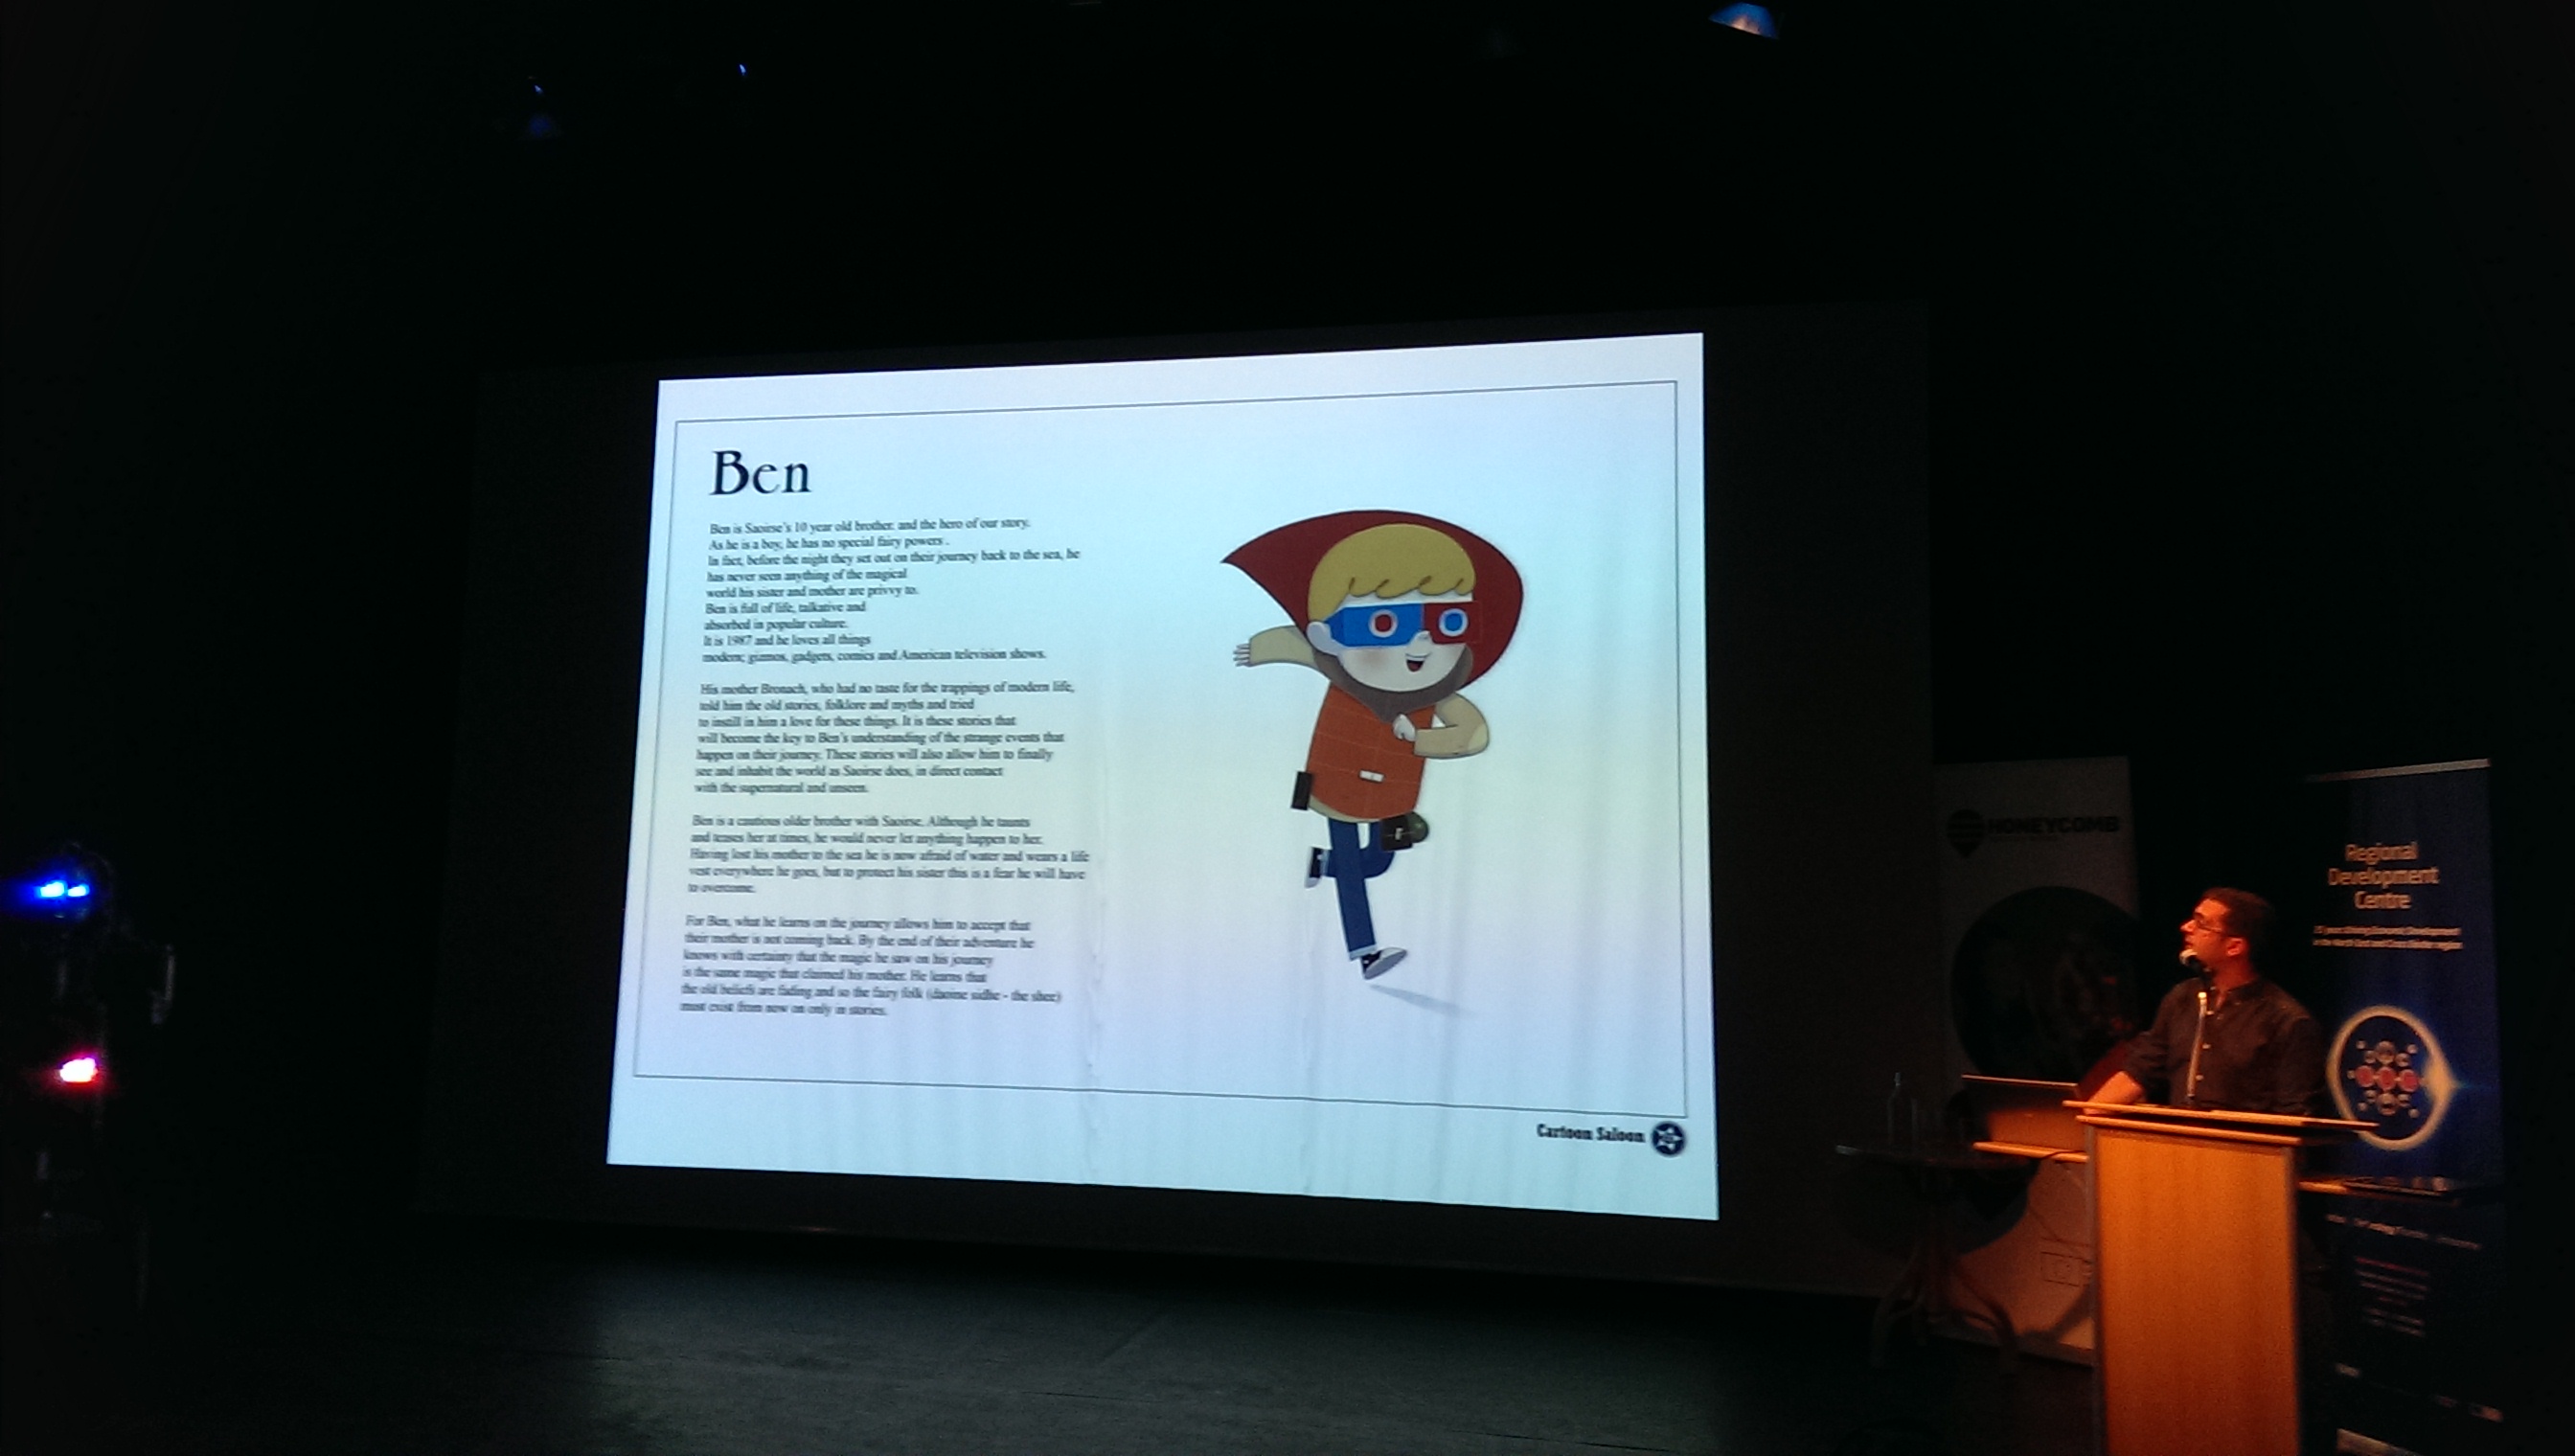 Ben
Ben is Saoirse's 10 year old brother. and the hero of our story.
As he is a boy, he has no special fairy powers .
In fact, before the night they set out on their journey back to the sea, he
has never seen anything of the magical
world his sister and mother are privvy to.
Ben is full of life, talkative and
absorbed in popular culture.
It is 1987 and he loves all things
modern; gizmos, gadgets, comics and American television shows.
His mother Bronach, who had no taste for the trappings of modern life,
told him the old stories, folklore and myths and tried
to instill in him a love for these things. It is these stories that
will become the key to Ben's understanding of the strange events that
happen on their journey. These stories will also allow him to finally
see and inhabit the world as Saoirse does, in direct contact
with the supernatural and unseen.
Ben is a cautious older brother with Saoirse. Although he taunts
and teases her at times, he would never let anything happen to her.
Having lost his mother to the sea he is now afraid of water and wears a life
vest everywhere he goes, but to protect his sister this is a fear he will have
to overcome.
For Ben, what he learns on the journey allows him to accept that
their mother is not coming back. By the end of their adventure he
knows with certainty that the magic he saw on his journey
is the same magic that claimed his mother. He learns that
the old beliefs are fading and so the fairy folk (daoine sidhe - the shee)
must exist from now on only in stories.
Cartoon Saloon
HONEYCOMB
Regional
Development
Centre